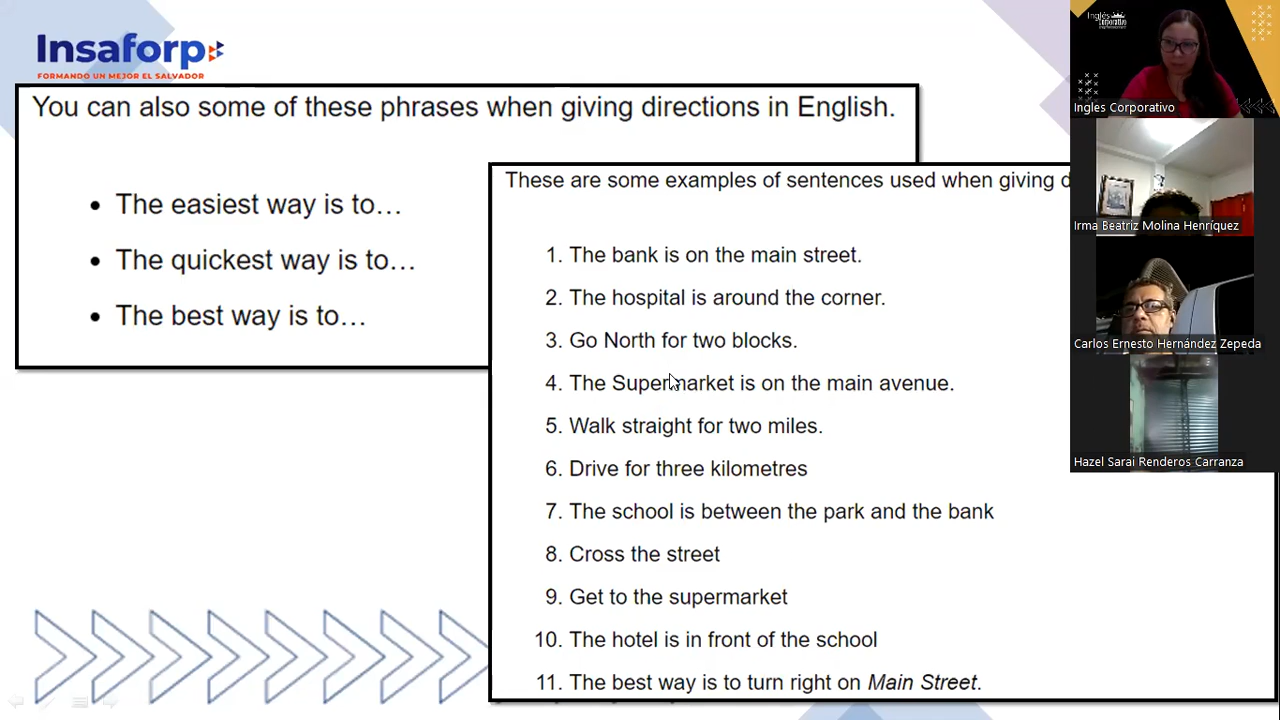 Insaforp
FORMANDO UN MEJOR EL SALVADOR
You can also some of these phrases when giving directions in English.
• The easiest way is to…
• The quickest way is to…
• The best way is to…
These are some examples of sentences used when giving d
1. The bank is on the main street.
2. The hospital is around the corner.
3. Go North for two blocks.
4. The Supermarket is on the main avenue.
5. Walk straight for two miles.
6. Drive for three kilometres
7. The school is between the park and the bank
8. Cross the street
9. Get to the supermarket
10. The hotel is in front of the school
11. The best way is to turn right on Main Street.
Inglés
Corporativo
Ingles Corporativo
Irma Beatriz Molina Henríquez
Carlos Ernesto Hernández Zepeda
Hazel Sarai Renderos Carranza